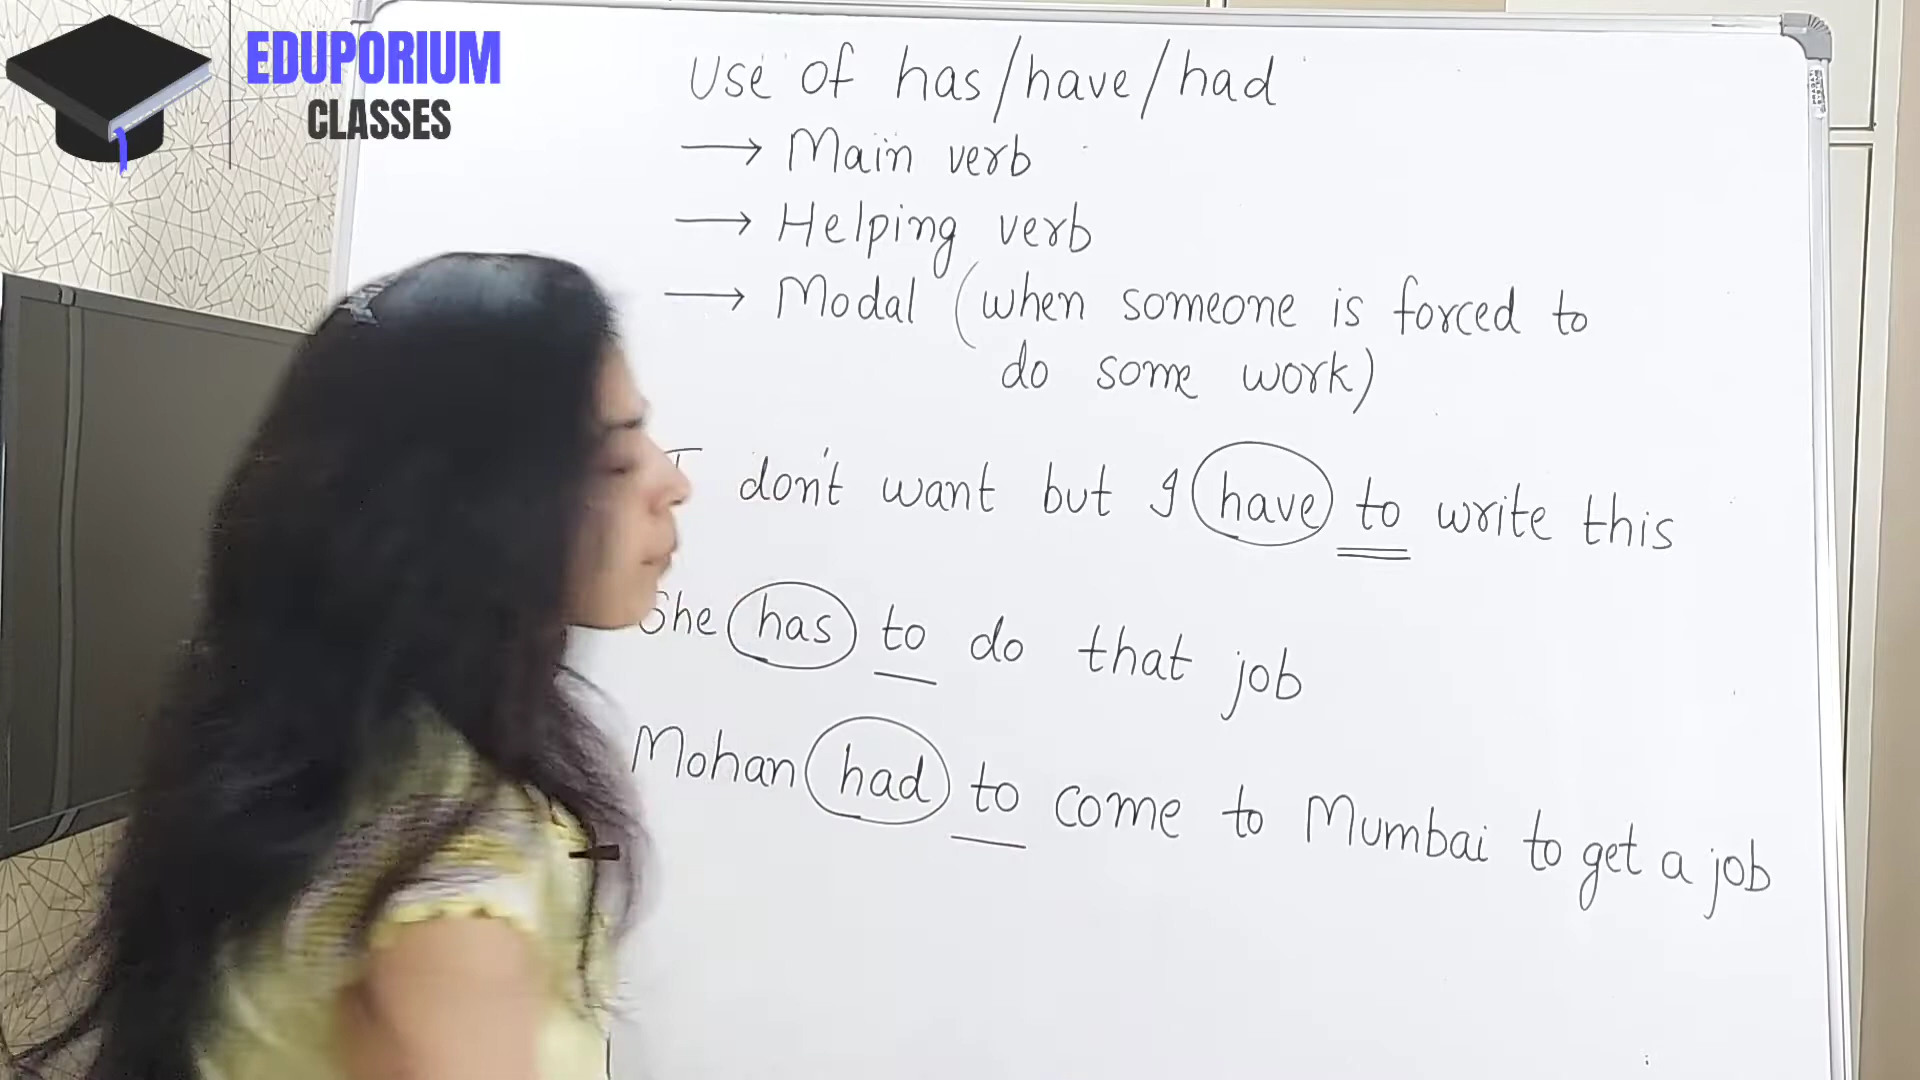 EDUPORIUM
CLASSES
Use of has/have/had
→ Main verb
→ Helping verb
→ Modal (when someone is forced to
do some work)
I don't want but I have to write this
She has to do that job
Mohan had to come to Mumbai to get a job